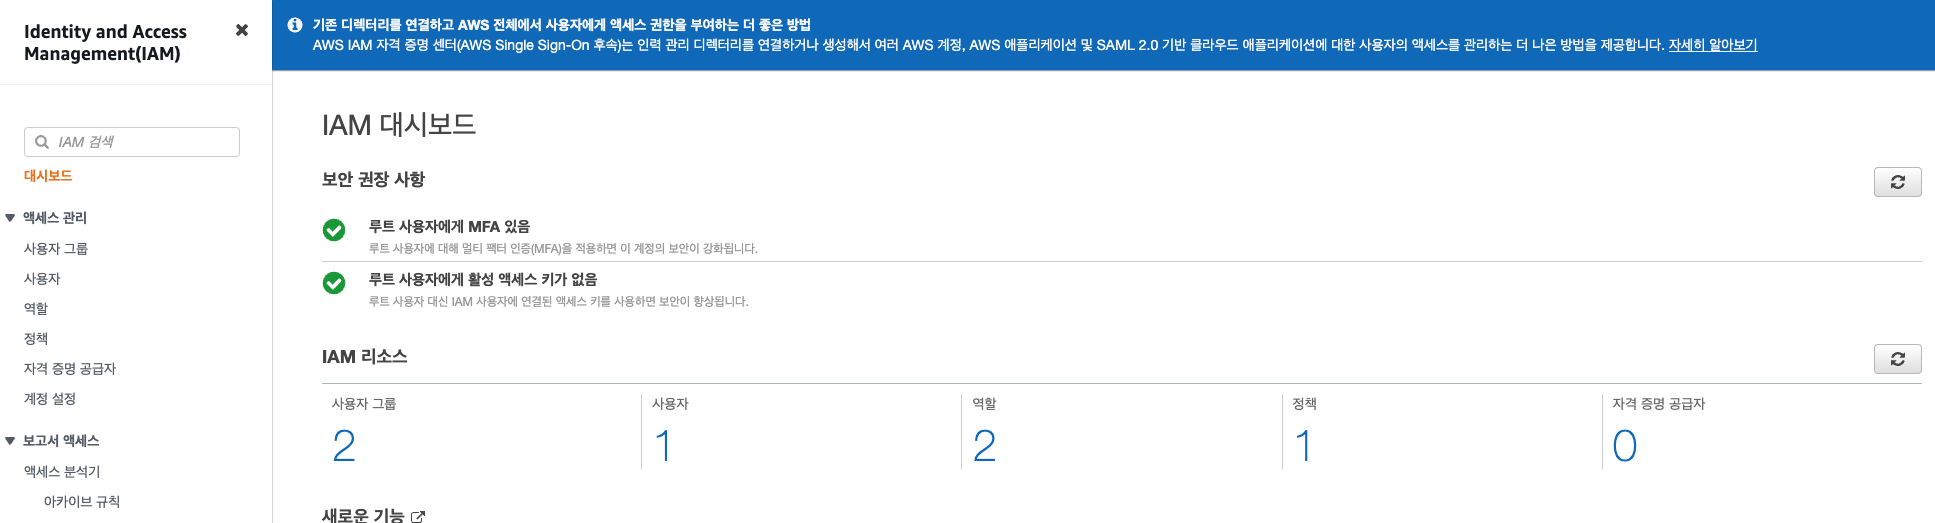 Identity and Access
Management(IAM)
IAM 검색
대시보드
액세스 관리
사용자 그룹
사용자
역할
정책
자격 증명 공급자
계정 설정
보고서 액세스
액세스 분석기
아카이브 규칙
기존 디렉터리를 연결하고 AWS 전체에서 사용자에게 액세스 권한을 부여하는 더 좋은 방법
AWS IAM 자격 증명 센터(AWS Single Sign-On 후속)는 인력 관리 디렉터리를 연결하거나 생성해서 여러 AWS 계정, AWS 애플리케이션 및 SAML 2.0 기반 클라우드 애플리케이션에 대한 사용자의 액세스를 관리하는 더 나은 방법을 제공합니다. 자세히 알아보기
IAM 대시보드
보안 권장 사항
루트 사용자에게 MFA 있음
루트 사용자에 대해 멀티 팩터 인증(MFA)을 적용하면 이 계정의 보안이 강화됩니다.
루트 사용자에게 활성 액세스 키가 없음
루트 사용자 대신 IAM 사용자에 연결된 액세스 키를 사용하면 보안이 향상됩니다.
IAM 리소스
사용자 그룹
2
사용자
1
역할
2
정책
1
자격 증명 공급자
0
새로운 기능